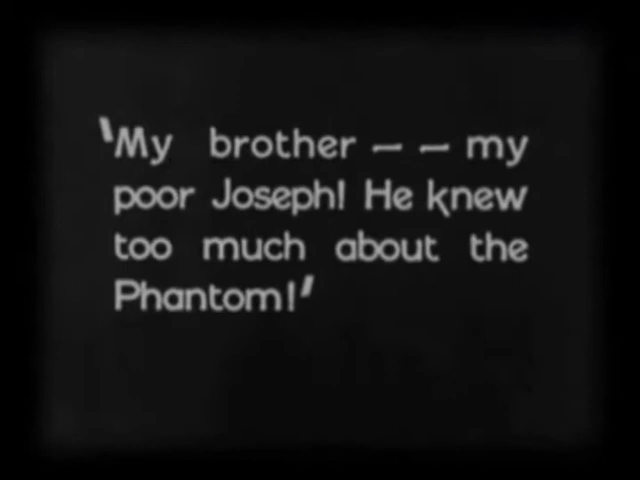 "My brother — — my
poor Joseph! He knew
too much about the
Phantom!"